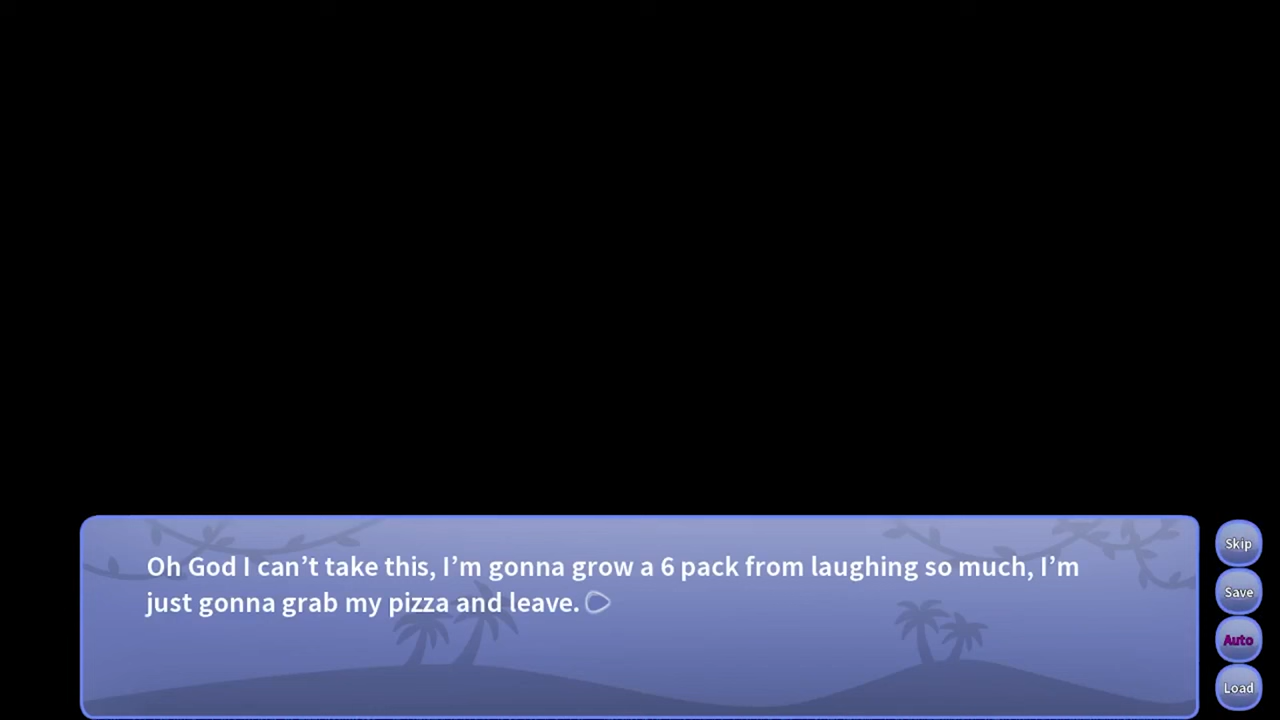 Oh God I can’t take this, I’m gonna grow a 6 pack from laughing so much, I’m
just gonna grab my pizza and leave.
Skip
Save
Auto
Load